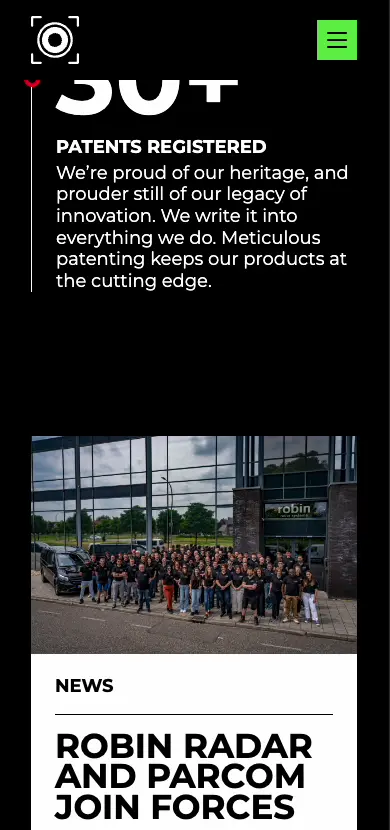 30+
PATENTS REGISTERED
We’re proud of our heritage, and
prouder still of our legacy of
innovation. We write it into
everything we do. Meticulous
patenting keeps our products at
the cutting edge.
robin
NEWS
ROBIN RADAR
AND PARCOM
JOIN FORCES